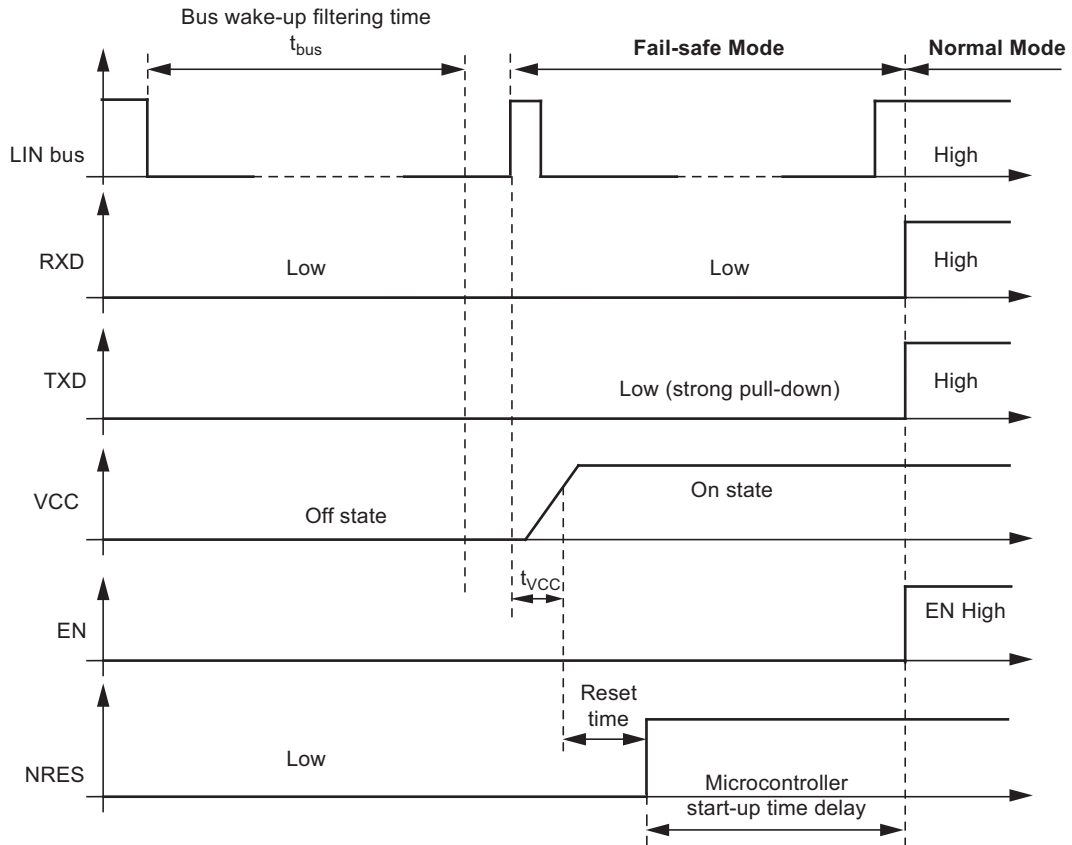 Bus wake-up filtering time
tbus
Fail-safe Mode
Normal Mode
LIN bus
High
RXD
Low
Low
High
TXD
Low (strong pull-down)
High
VCC
Off state
On state
tVCC
EN
EN High
Reset
time
NRES
Low
Microcontroller
start-up time delay